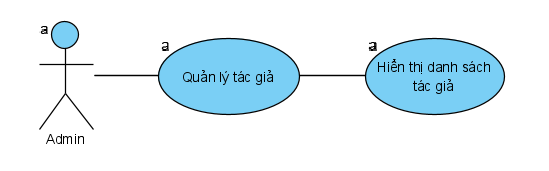 a
Admin
a
Quản lý tác giả
a
Hiển thị danh sách
tác giả